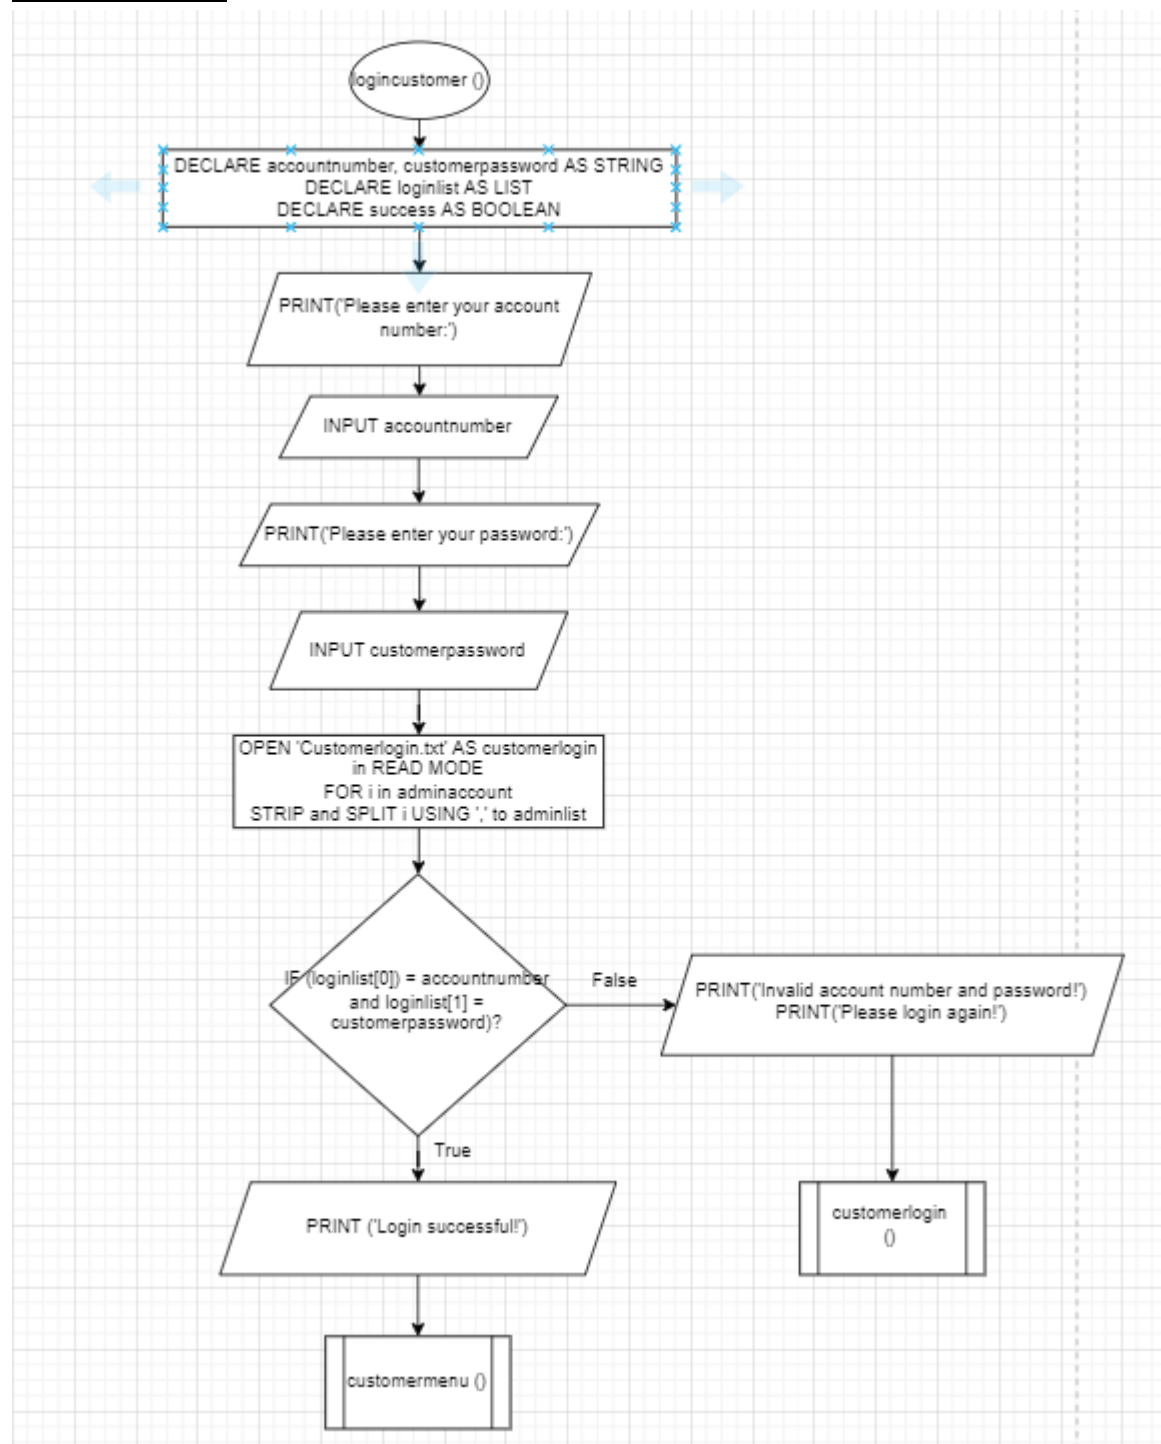 logincustomer ()
DECLARE accountnumber, customerpassword AS STRING
DECLARE loginlist AS LIST
DECLARE success AS BOOLEAN
PRINT('Please enter your account
number:')
INPUT accountnumber
PRINT('Please enter your password:')
INPUT customerpassword
OPEN 'Customerlogin.txt' AS customerlogin
in READ MODE
FOR i in adminaccount
STRIP and SPLIT i USING ',' to adminlist
IF (loginlist[0]) = accountnumber
and loginlist[1] =
customerpassword)?
False
PRINT('Invalid account number and password!')
PRINT('Please login again!')
True
PRINT ('Login successful!')
customerlogin
()
customermenu ()